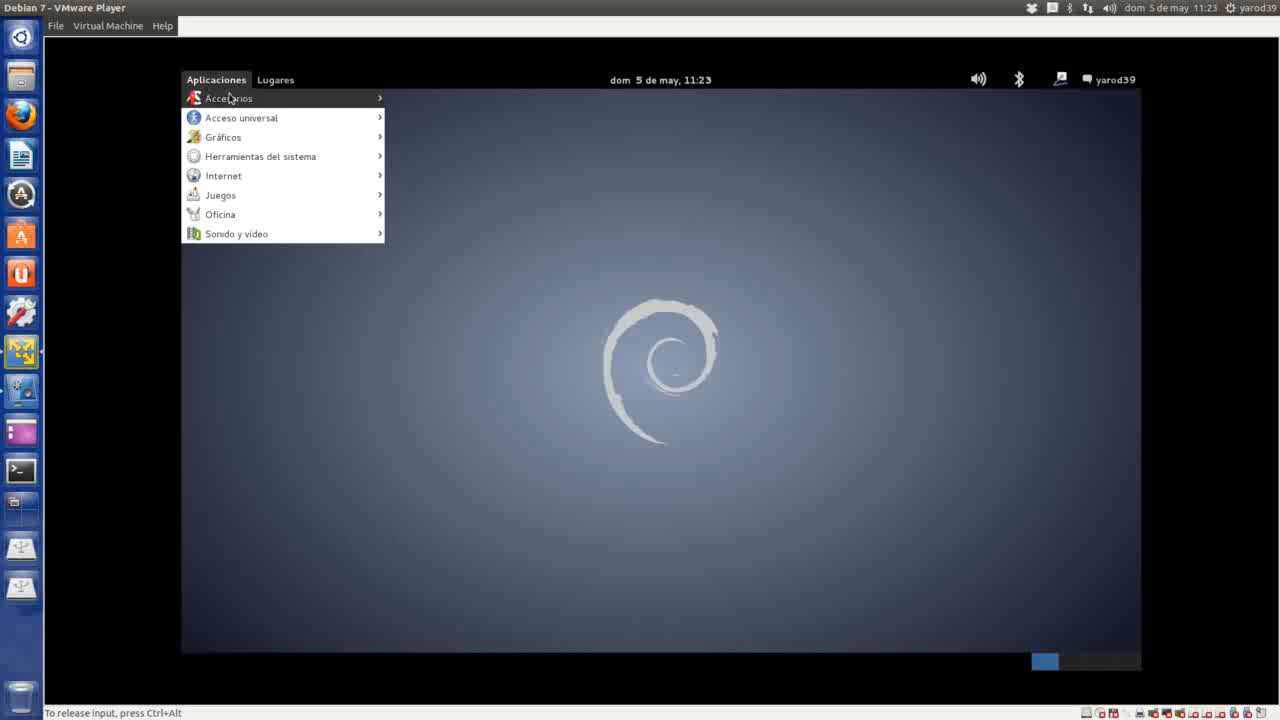 Debian 7 - VMware Player
dom 5 de may, 11:23
yarod39
File Virtual Machine Help
Aplicaciones Lugares
dom 5 de may, 11:23
yarod39
Accesorios
Acceso universal
Gráficos
Herramientas del sistema
Internet
Juegos
Oficina
Sonido y vídeo
To release input, press Ctrl+Alt